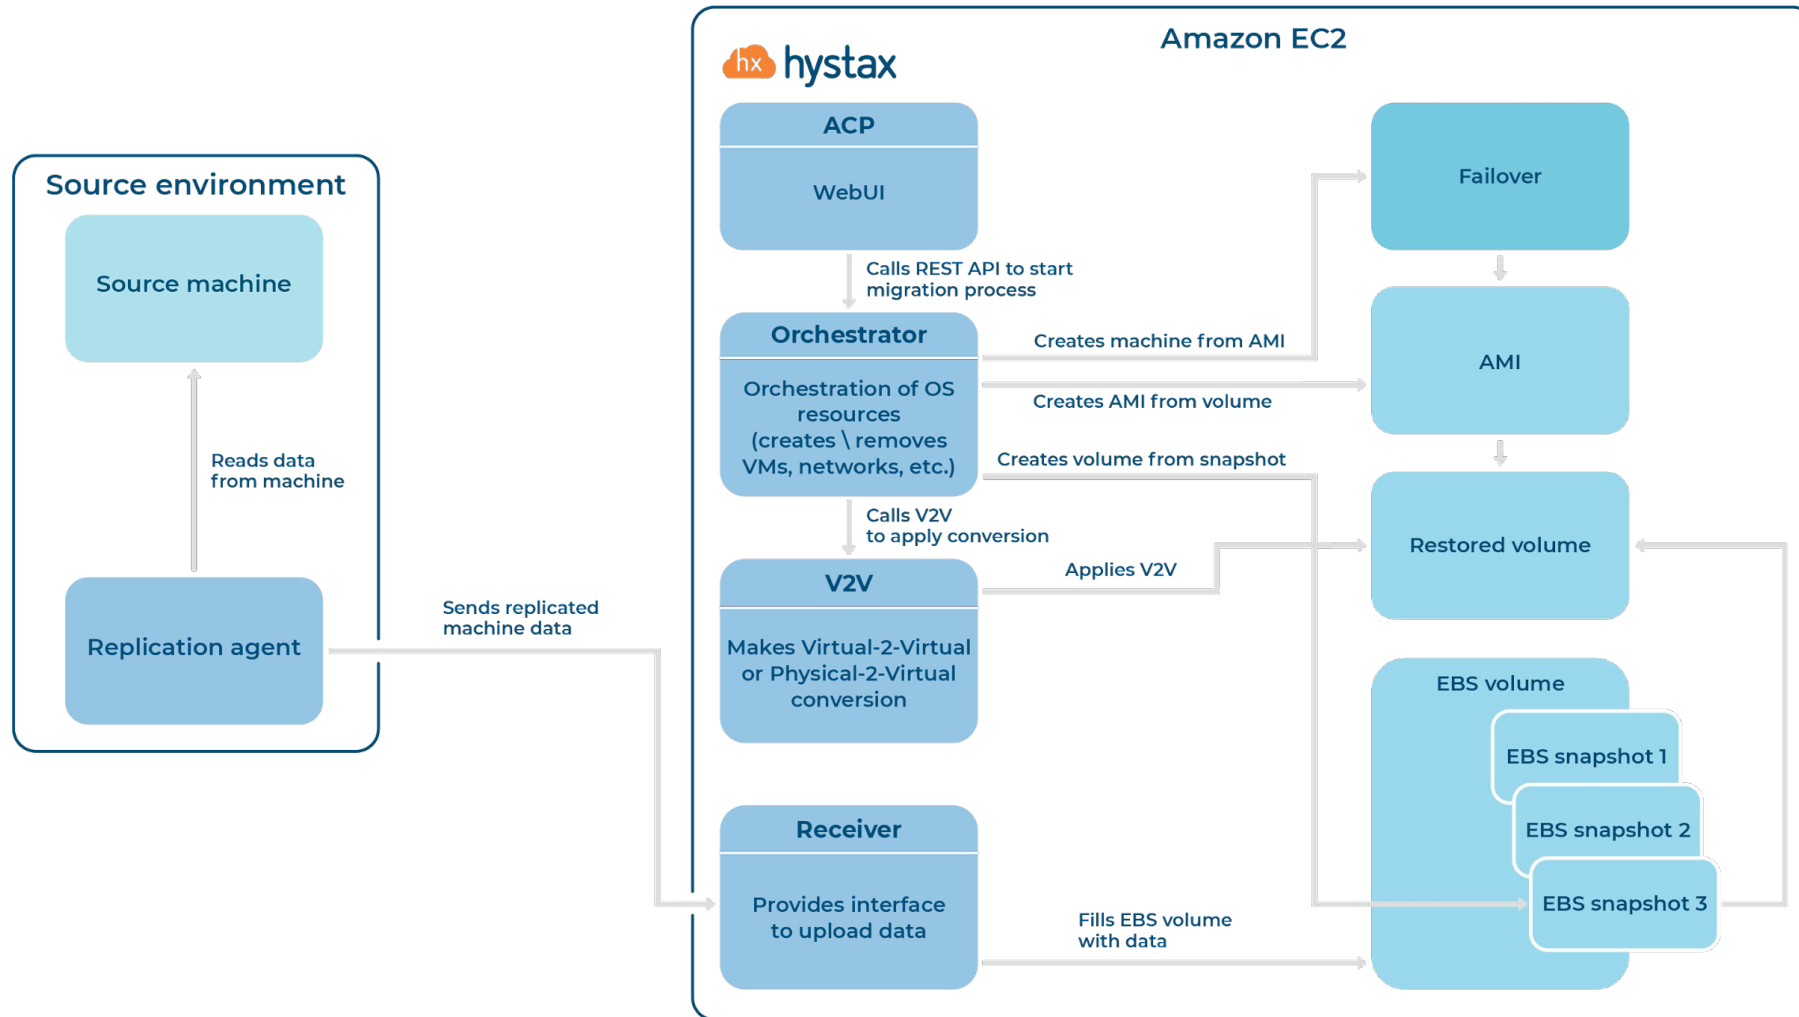 Amazon EC2
hx hystax
ACP
WebUI
Failover
Source environment
Source machine
Calls REST API to start
migration process
Orchestrator
Orchestration of OS
resources
(creates \ removes
VMs, networks, etc.)
Creates machine from AMI
Creates AMI from volume
Creates volume from snapshot
AMI
Reads data
from machine
Calls V2V
to apply conversion
Restored volume
V2V
Makes Virtual-2-Virtual
or Physical-2-Virtual
conversion
Applies V2V
Replication agent
Sends replicated
machine data
EBS volume
EBS snapshot 1
EBS snapshot 2
EBS snapshot 3
Receiver
Provides interface
to upload data
Fills EBS volume
with data